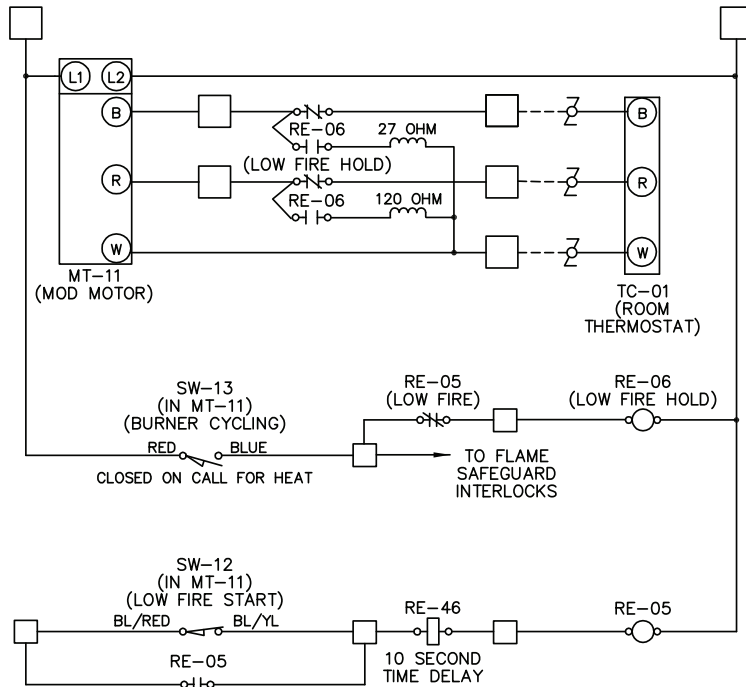 L1 L2
B
RE-06
27 OHM
B
(LOW FIRE HOLD)
R
RE-06
120 OHM
R
W
W
MT-11
(MOD MOTOR)
TC-01
(ROOM
THERMOSTAT)
SW-13
(IN MT-11)
(BURNER CYCLING)
RED
BLUE
CLOSED ON CALL FOR HEAT
RE-05
(LOW FIRE)
RE-06
(LOW FIRE HOLD)
TO FLAME
SAFEGUARD
INTERLOCKS
SW-12
(IN MT-11)
(LOW FIRE START)
BL/RED
BL/YL
RE-46
RE-05
RE-05
10 SECOND
TIME DELAY